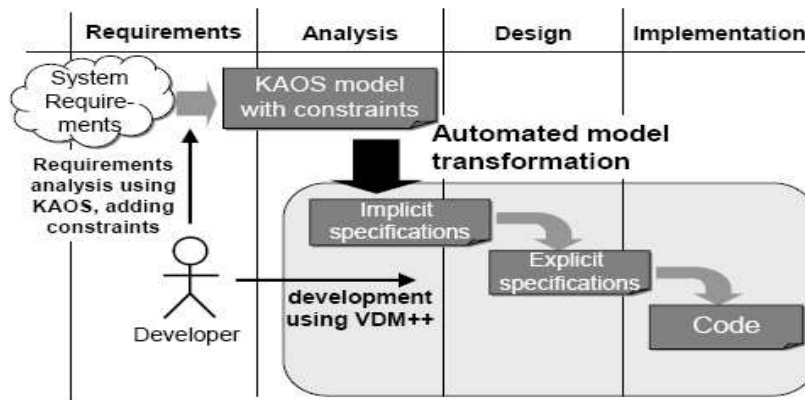 Requirements
Analysis
Design
Implementation
System
Require-
ments
KAOS model
with constraints
Automated model
transformation
Requirements
analysis using
KAOS, adding
constraints
Implicit
specifications
Explicit
specifications
Developer
development
using VDM++
Code